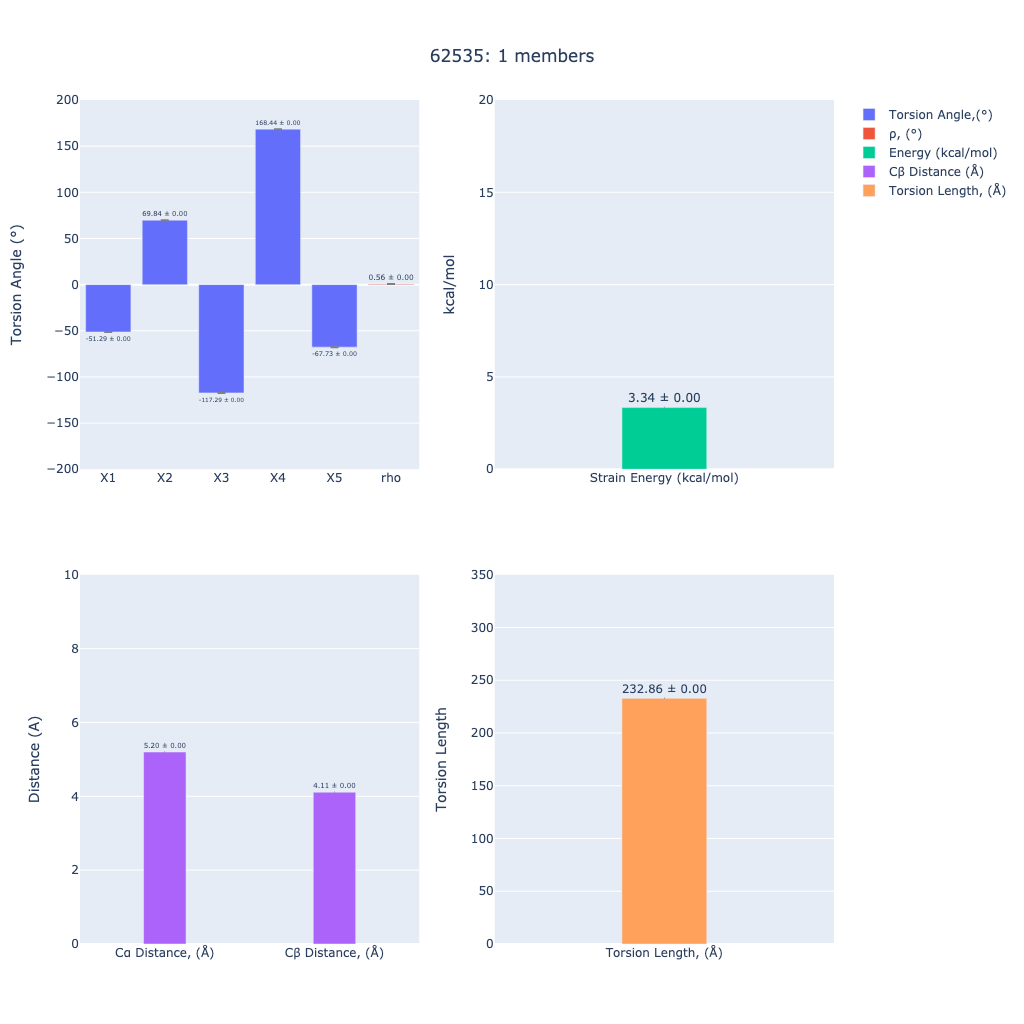 62535: 1 members
Torsion Angle (°)
200
150
100
50
0
−50
−100
−150
−200
-51.29 ± 0.00
69.84 ± 0.00
-117.29 ± 0.00
168.44 ± 0.00
-67.73 ± 0.00
0.56 ± 0.00
X1 X2 X3 X4 X5 rho
kcal/mol
20
15
10
5
0
3.34 ± 0.00
Strain Energy (kcal/mol)
Torsion Angle,(°)
ρ, (°)
Energy (kcal/mol)
Cβ Distance (Å)
Torsion Length, (Å)
Distance (A)
10
8
6
4
2
0
5.20 ± 0.00
4.11 ± 0.00
Cα Distance, (Å) Cβ Distance, (Å)
Torsion Length
350
300
250
200
150
100
50
0
232.86 ± 0.00
Torsion Length, (Å)